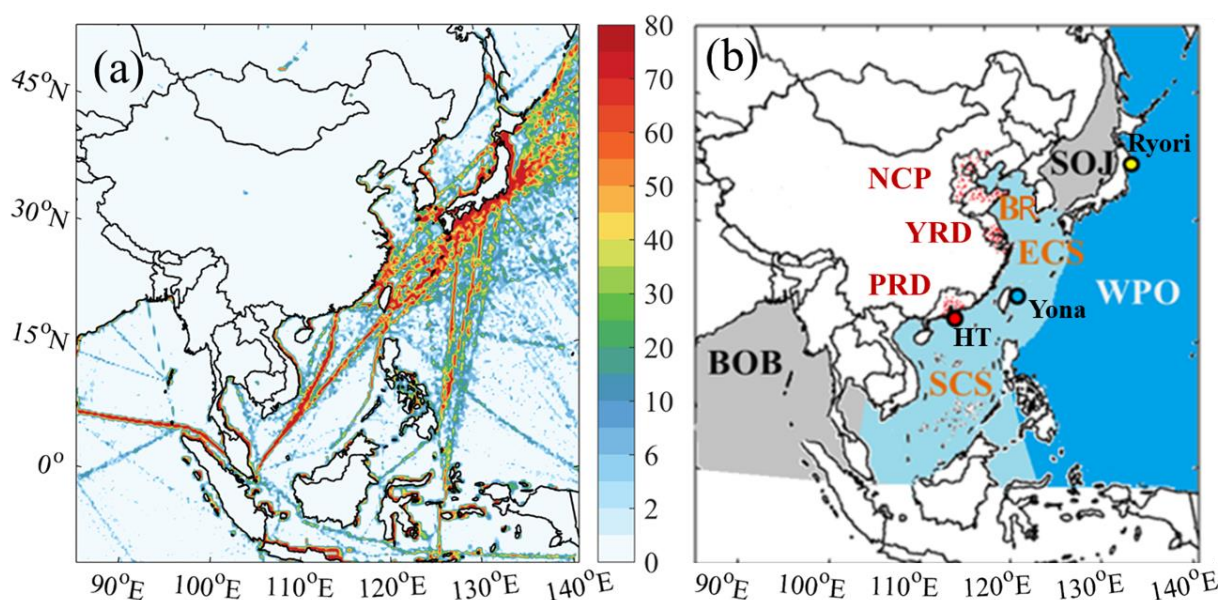 (a)
45°N
30°N
15°N
0°
90°E
100°E
110°E
120°E
130°E
140°E
80
70
60
50
40
30
20
10
6
2
0
(b)
NCP
BR
SOJ
Ryori
YRD
ECS
PRD
WPO
Yona
HT
BOB
SCS
90°E
100°E
110°E
120°E
130°E
140°E